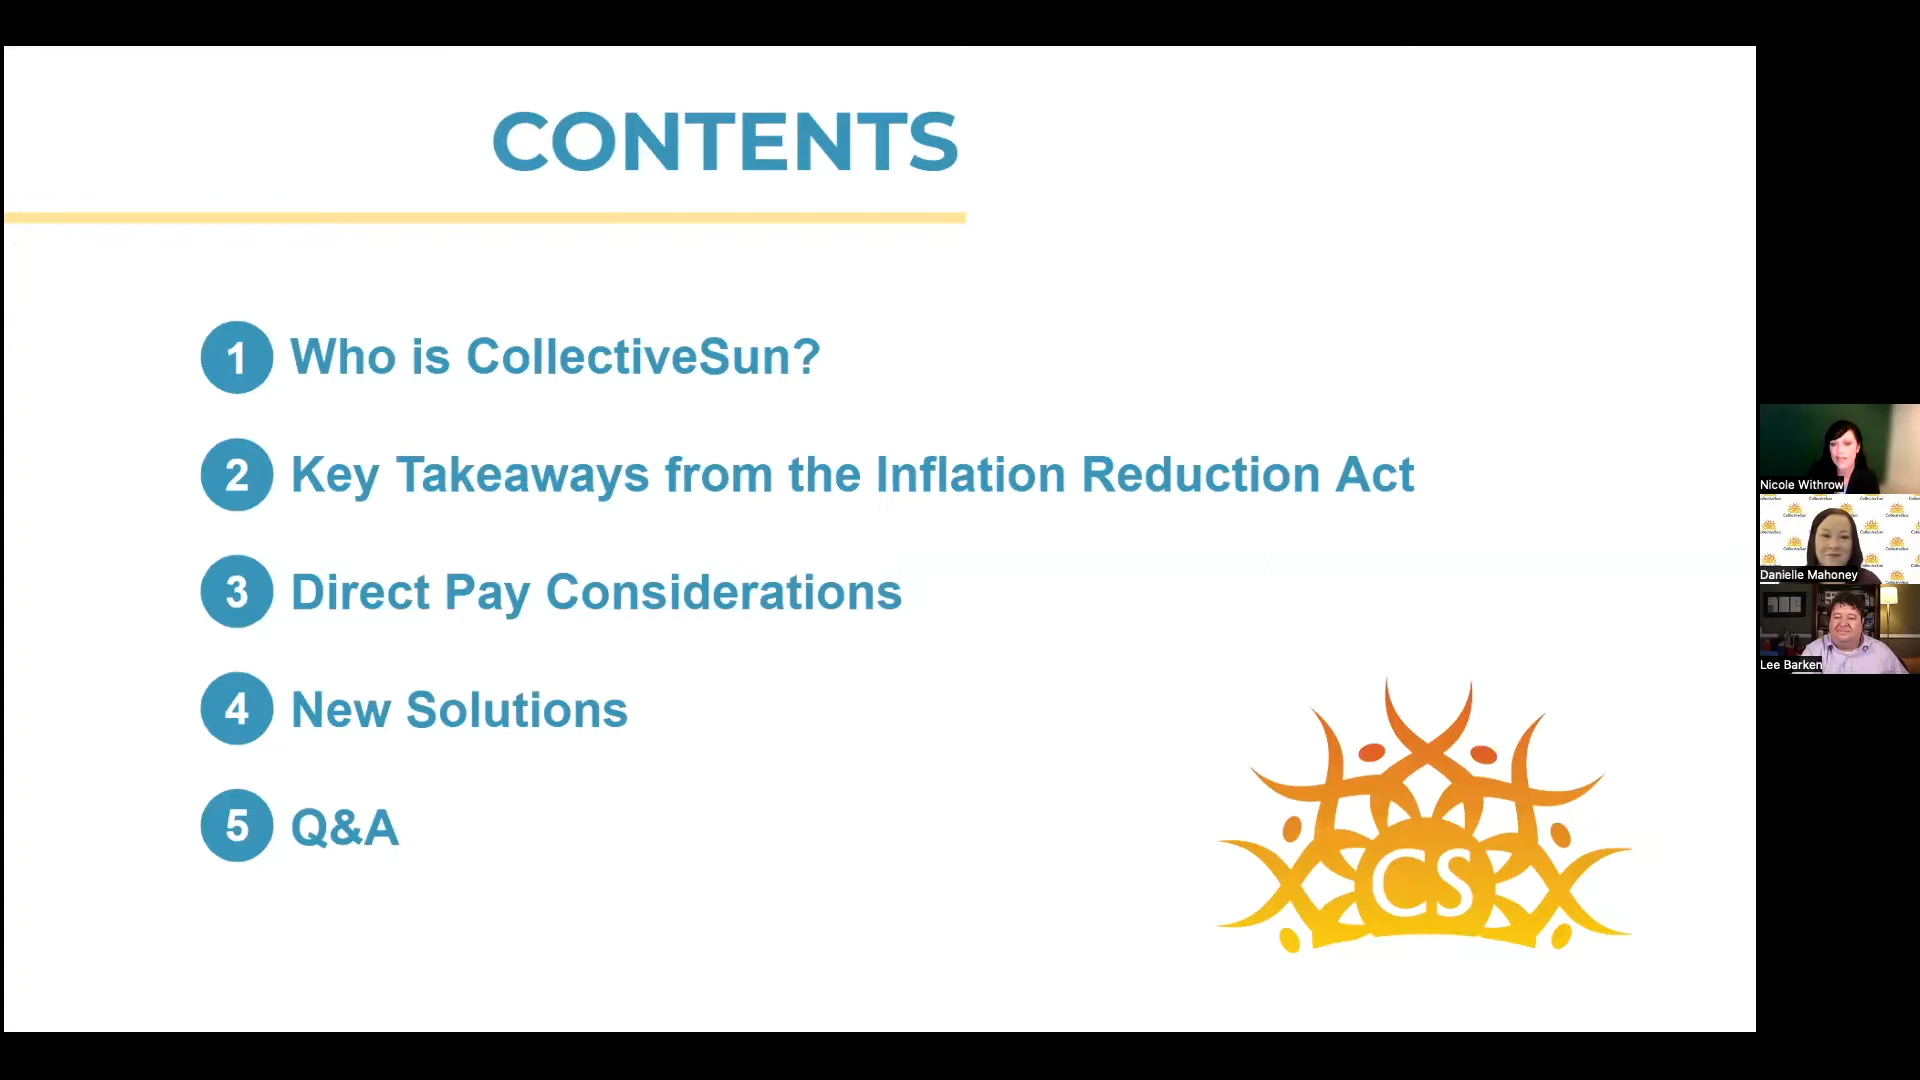 CONTENTS
1 Who is CollectiveSun?
2 Key Takeaways from the Inflation Reduction Act
3 Direct Pay Considerations
4 New Solutions
5 Q&A
CS
Nicole Withrow
Danielle Mahoney
Lee Barken